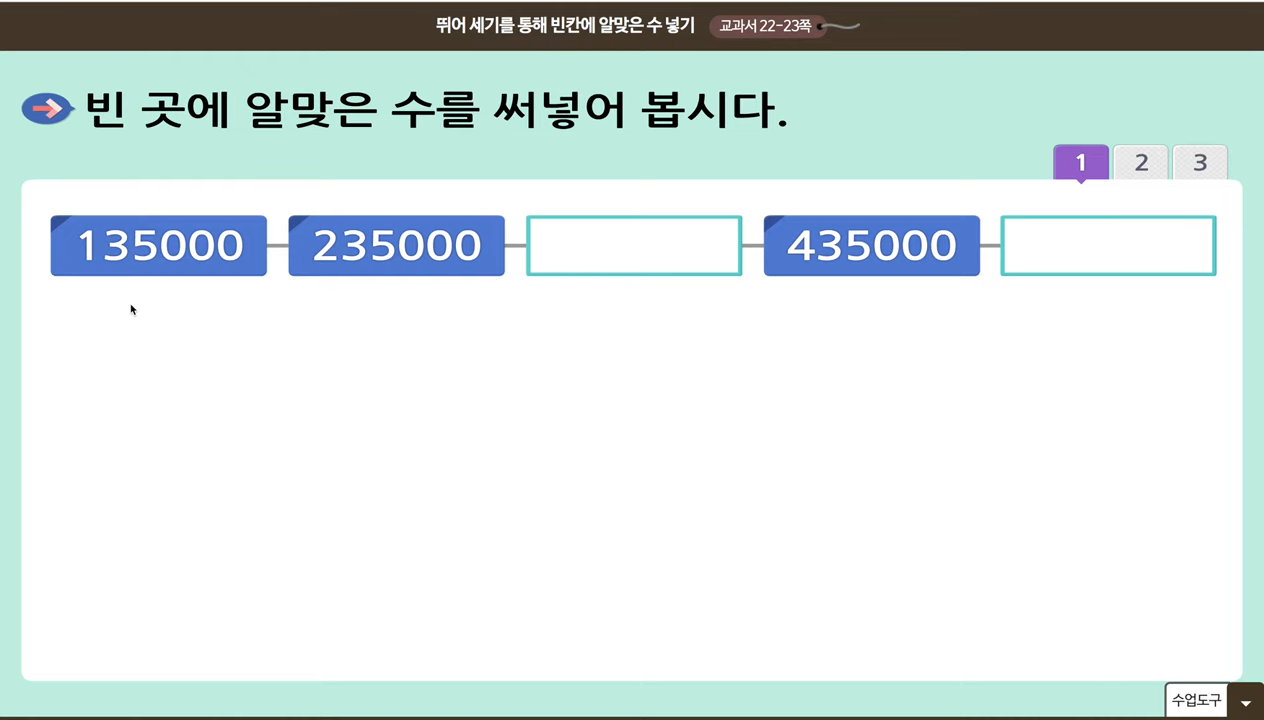 뛰어 세기를 통해 빈칸에 알맞은 수 넣기 교과서 22-23쪽
빈 곳에 알맞은 수를 써넣어 봅시다.
1 2 3
135000 235000 435000
수업도구